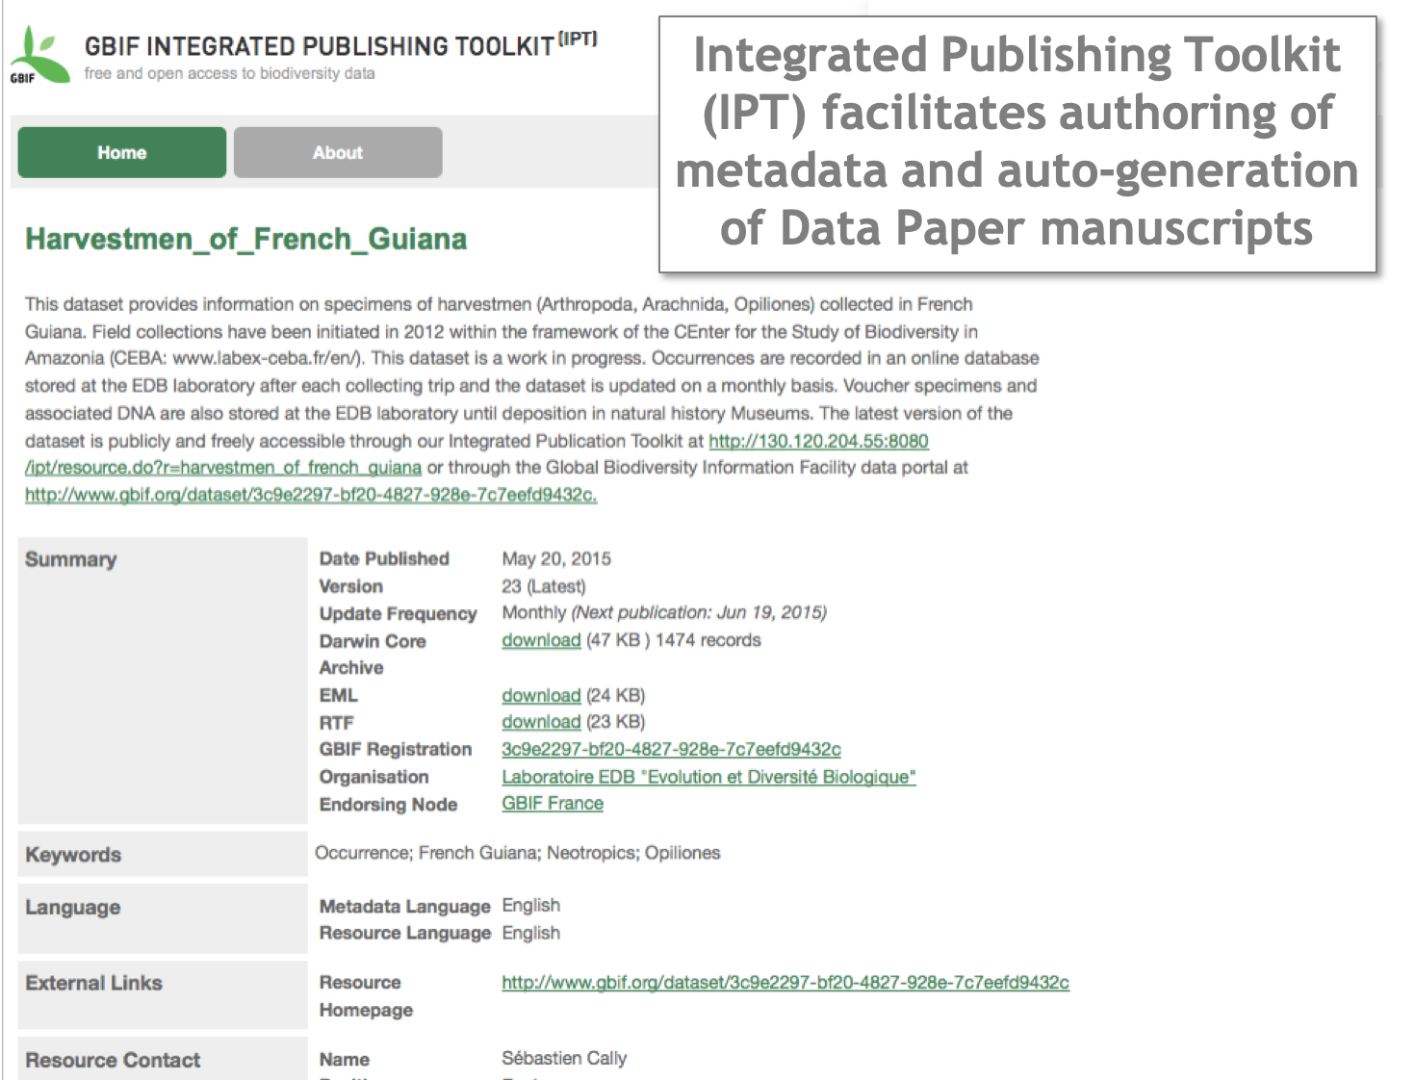 GBIF
GBIF INTEGRATED PUBLISHING TOOLKIT(IPT)
free and open access to biodiversity data
Integrated Publishing Toolkit
(IPT) facilitates authoring of
metadata and auto-generation
of Data Paper manuscripts
Home About
Harvestmen_of_French_Guiana
This dataset provides information on specimens of harvestmen (Arthropoda, Arachnida, Opiliones) collected in French
Guiana. Field collections have been initiated in 2012 within the framework of the CEnter for the Study of Biodiversity in
Amazonia (CEBA: www.labex-ceba.fr/en/). This dataset is a work in progress. Occurrences are recorded in an online database
stored at the EDB laboratory after each collecting trip and the dataset is updated on a monthly basis. Voucher specimens and
associated DNA are also stored at the EDB laboratory until deposition in natural history Museums. The latest version of the
dataset is publicly and freely accessible through our Integrated Publication Toolkit at http://130.120.204.55:8080
/ipt/resource.do?r=harvestmen_of_french_guiana or through the Global Biodiversity Information Facility data portal at
http://www.gbif.org/dataset/3c9e2297-bf20-4827-928e-7c7eefd9432c.
Summary
Date Published May 20, 2015
Version 23 (Latest)
Update Frequency Monthly (Next publication: Jun 19, 2015)
Darwin Core download (47 KB ) 1474 records
Archive
EML download (24 KB)
RTF download (23 KB)
GBIF Registration 3c9e2297-bf20-4827-928e-7c7eefd9432c
Organisation Laboratoire EDB "Evolution et Diversité Biologique"
Endorsing Node GBIF France
Keywords Occurrence; French Guiana; Neotropics; Opiliones
Language Metadata Language English
Resource Language English
External Links Resource http://www.gbif.org/dataset/3c9e2297-bf20-4827-928e-7c7eefd9432c
Homepage
Resource Contact Name Sébastien Cally